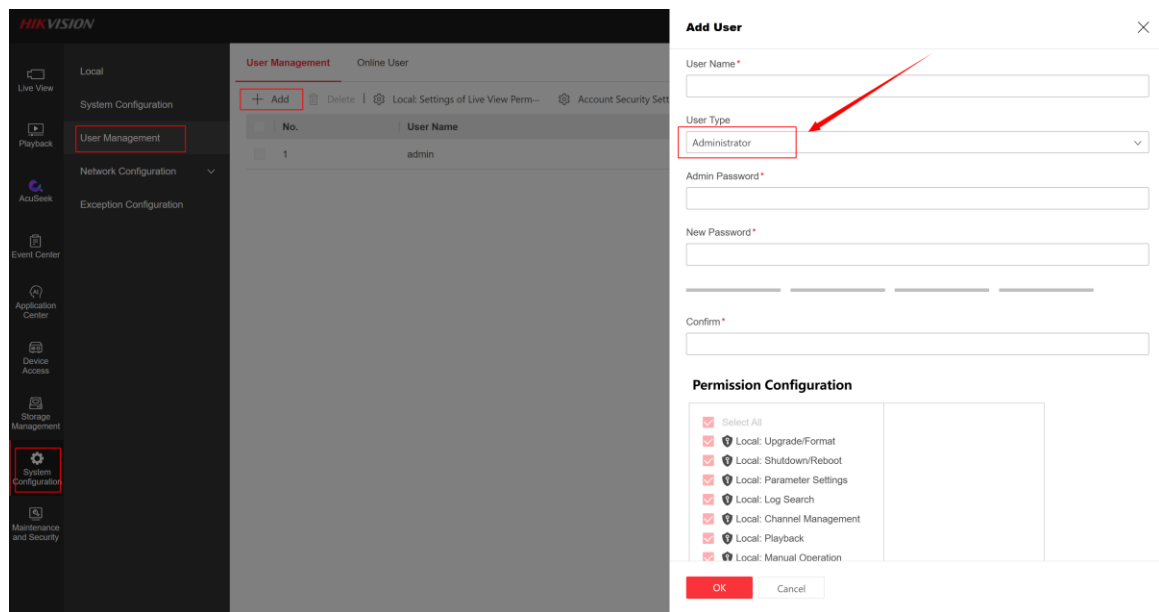 HIKVISION
Live View
Playback
AcuSeek
Event Center
Application
Center
Device
Access
Storage
Management
System
Configuration
Maintenance
and Security
Local
System Configuration
User Management
Network Configuration
Exception Configuration
User Management Online User
Add Delete Local: Settings of Live View Perm... Account Security Sett
No. User Name
1 admin
Add User
User Name*
User Type
Administrator
Admin Password*
New Password*
Confirm*
Permission Configuration
Select All
Local: Upgrade/Format
Local: Shutdown/Reboot
Local: Parameter Settings
Local: Log Search
Local: Channel Management
Local: Playback
Local: Manual Operation
OK Cancel